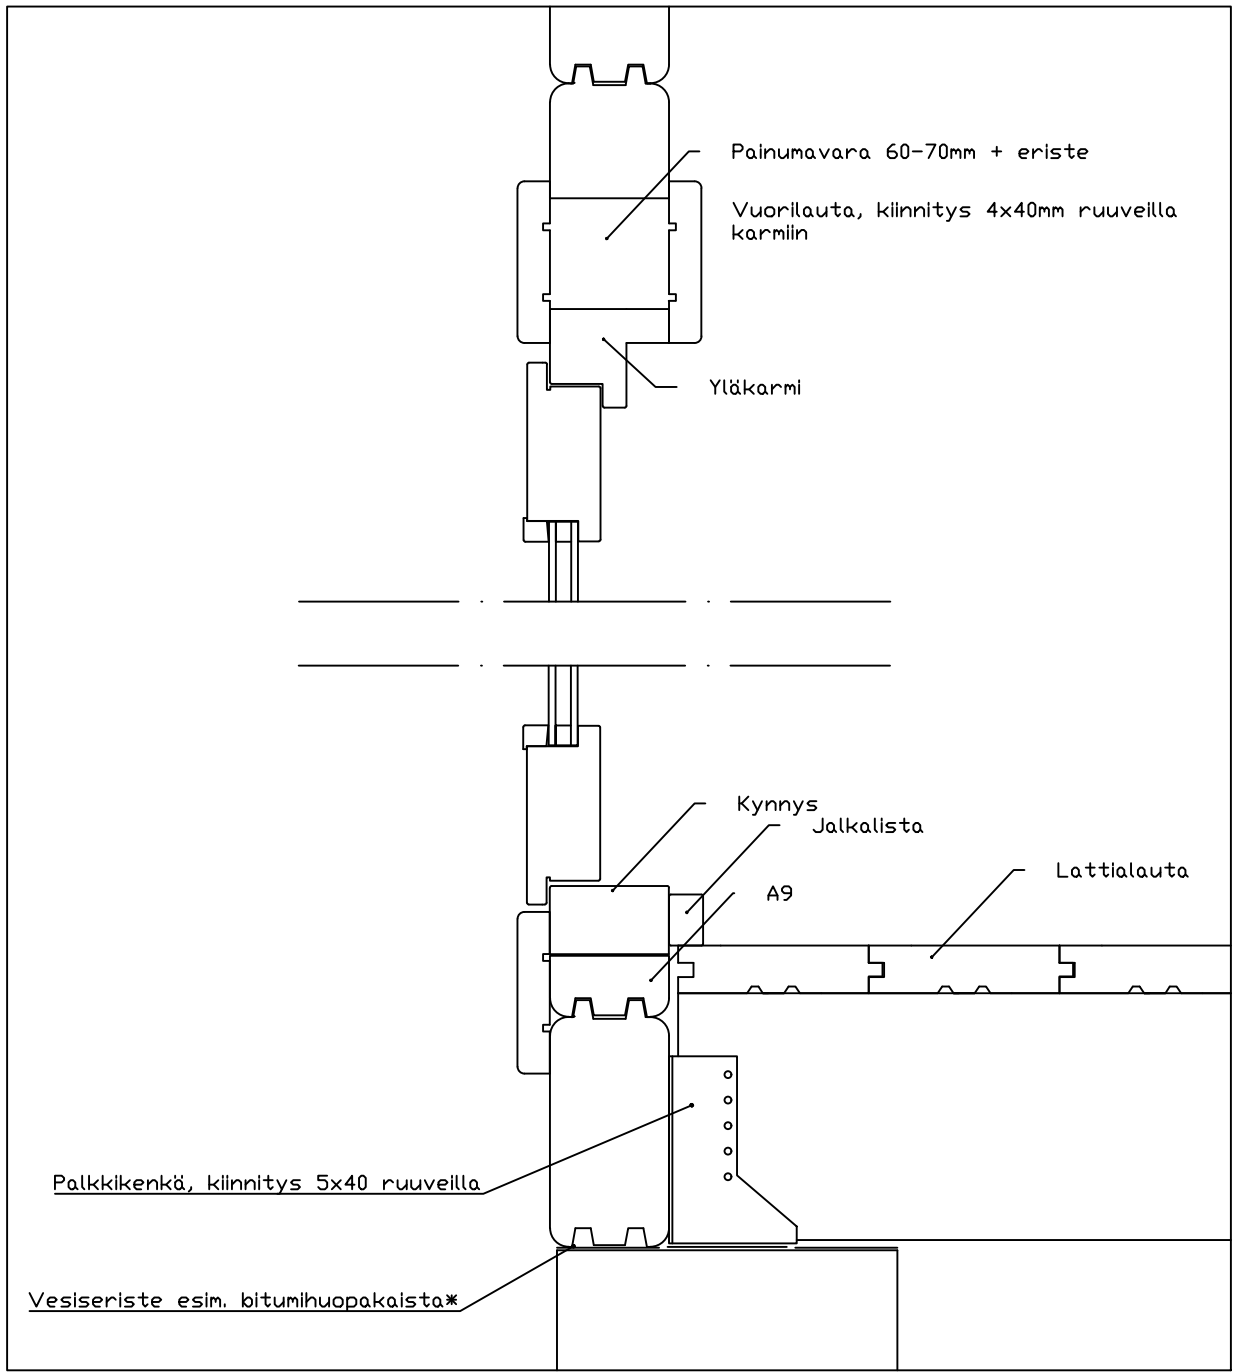 Painumavara 60-70mm + eriste
Vuorilauta, kiinnitys 4x40mm ruuveilla
karmiin
Yläkarmi
Kynnys
Jalkalista
Lattialauta
A9
Palkkikenkä, kiinnitys 5x40 ruuveilla
Vesiseriste esim. bitumihuopakaista*